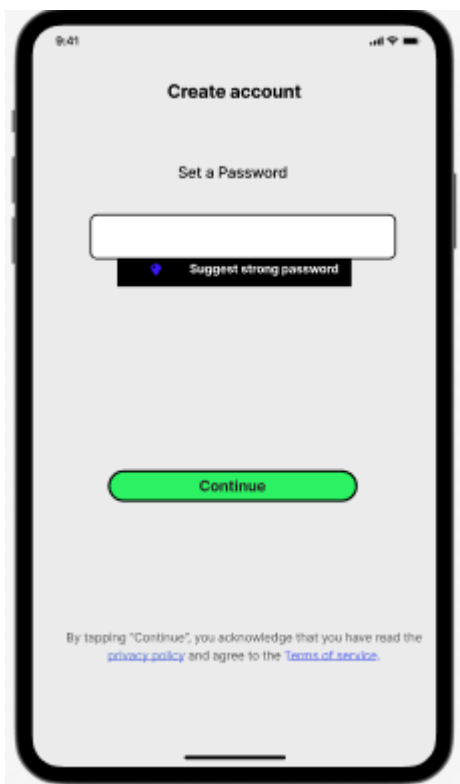 9:41
Create account
Set a Password
Suggest strong password
Continue
By tapping "Continue", you acknowledge that you have read the
privacy policy and agree to the Terms of service.